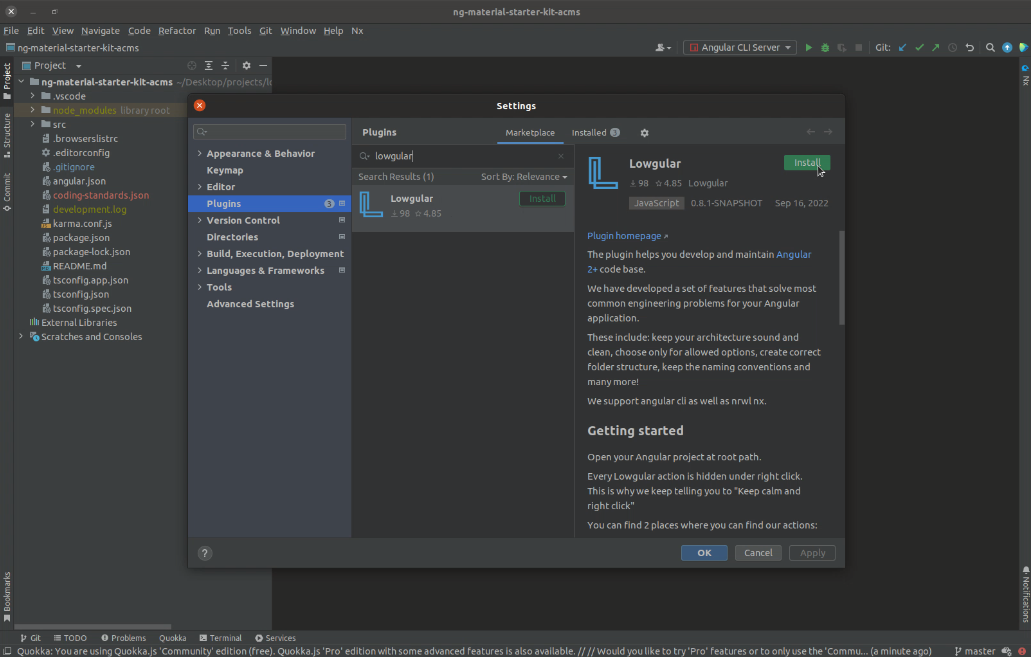 ng-material-starter-kit-acms
File Edit View Navigate Code Refactor Run Tools Git Window Help Nx
ng-material-starter-kit-acms
Angular CLI Server
Git:
Project
Project
Structure
Commit
Bookmarks
ng-material-starter-kit-acms ~/Desktop/projects/
.vscode
node_modules library root
src
.browserslistrc
.editorconfig
.gitignore
angular.json
coding-standards.json
development.log
karma.conf.js
package.json
package-lock.json
README.md
tsconfig.app.json
tsconfig.json
tsconfig.spec.json
External Libraries
Scratches and Consoles
Settings
Appearance & Behavior
Keymap
Editor
Plugins 3
Version Control
Directories
Build, Execution, Deployment
Languages & Frameworks
Tools
Advanced Settings
Plugins
Marketplace
Installed 3
lowgular
Search Results (1)
Sort By: Relevance
Lowgular
Install
98 4.85
Lowgular
Install
98 4.85 Lowgular
JavaScript 0.8.1-SNAPSHOT Sep 16, 2022
Plugin homepage
The plugin helps you develop and maintain Angular
2+ code base.
We have developed a set of features that solve most
common engineering problems for your Angular
application.
These include: keep your architecture sound and
clean, choose only for allowed options, create correct
folder structure, keep the naming conventions and
many more!
We support angular cli as well as nrwl nx.
Getting started
Open your Angular project at root path.
Every Lowgular action is hidden under right click.
This is why we keep telling you to "Keep calm and
right click"
You can find 2 places where you can find our actions:
?
OK
Cancel
Apply
Nx
Notifications
Git TODO Problems Quokka Terminal Services
Quokka: You are using Quokka.js 'Community' edition (free). Quokka.js 'Pro' edition with some advanced features is also available. // // Would you like to try 'Pro' features or to only use the 'Commu... (a minute ago)
master